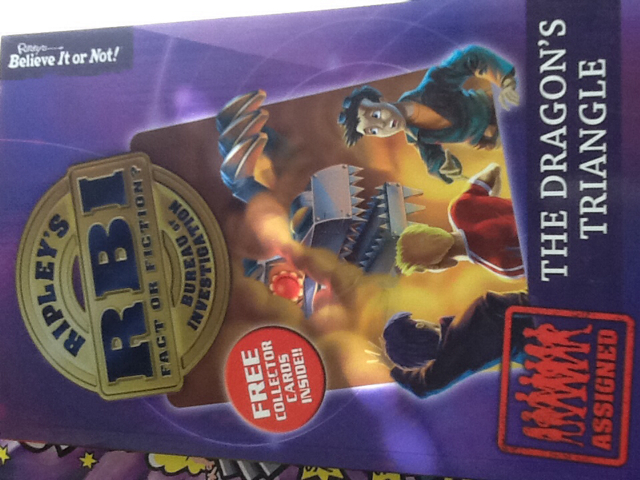 Ripley's
Believe It or Not!
RIPLEY'S
RBI
FACT OR FICTION?
BUREAU OF
INVESTIGATION
FREE
COLLECTOR
CARDS
INSIDE!!
THE DRAGON'S
TRIANGLE
ASSIGNED